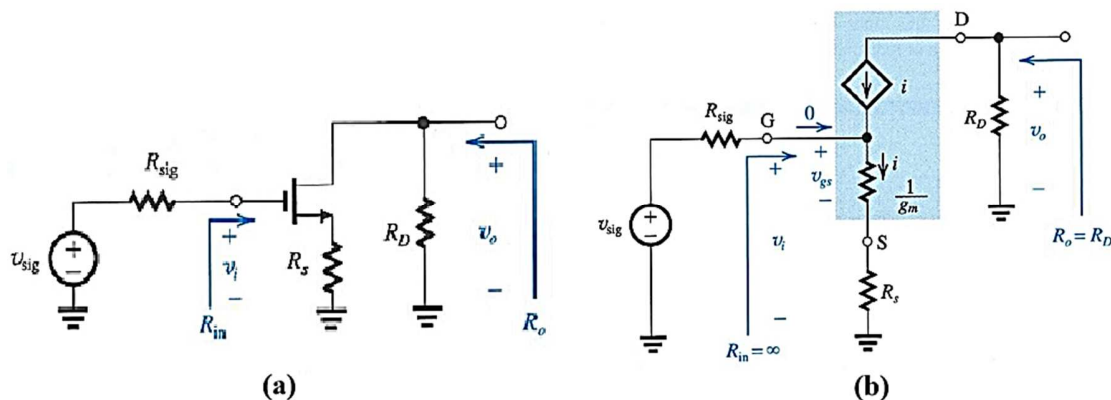 R_sig
v_sig
+
−
+
v_i
−
R_in
R_s
R_D
+
v_o
−
R_o
(a)
D
i
R_sig
G
0
+
v_gs
−
i
1/g_m
S
R_s
v_sig
+
−
+
v_i
−
R_in = ∞
R_D
+
v_o
−
R_o = R_D
(b)